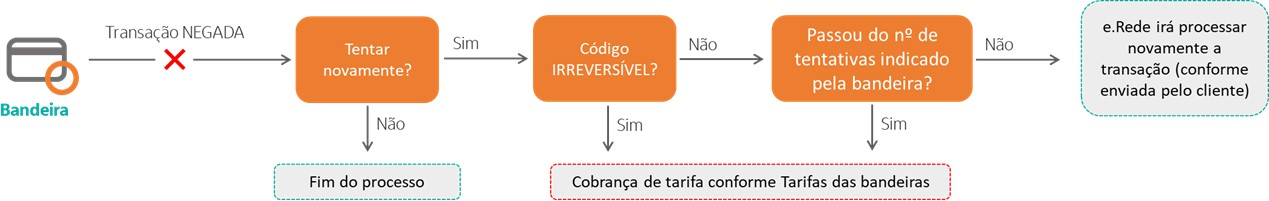 Bandeira
Transação NEGADA
Tentar
novamente?
Sim
Não
Fim do processo
Código
IRREVERSÍVEL?
Não
Sim
Passou do nº de
tentativas indicado
pela bandeira?
Não
Sim
Cobrança de tarifa conforme Tarifas das bandeiras
e.Rede irá processar
novamente a
transação (conforme
enviada pelo cliente)